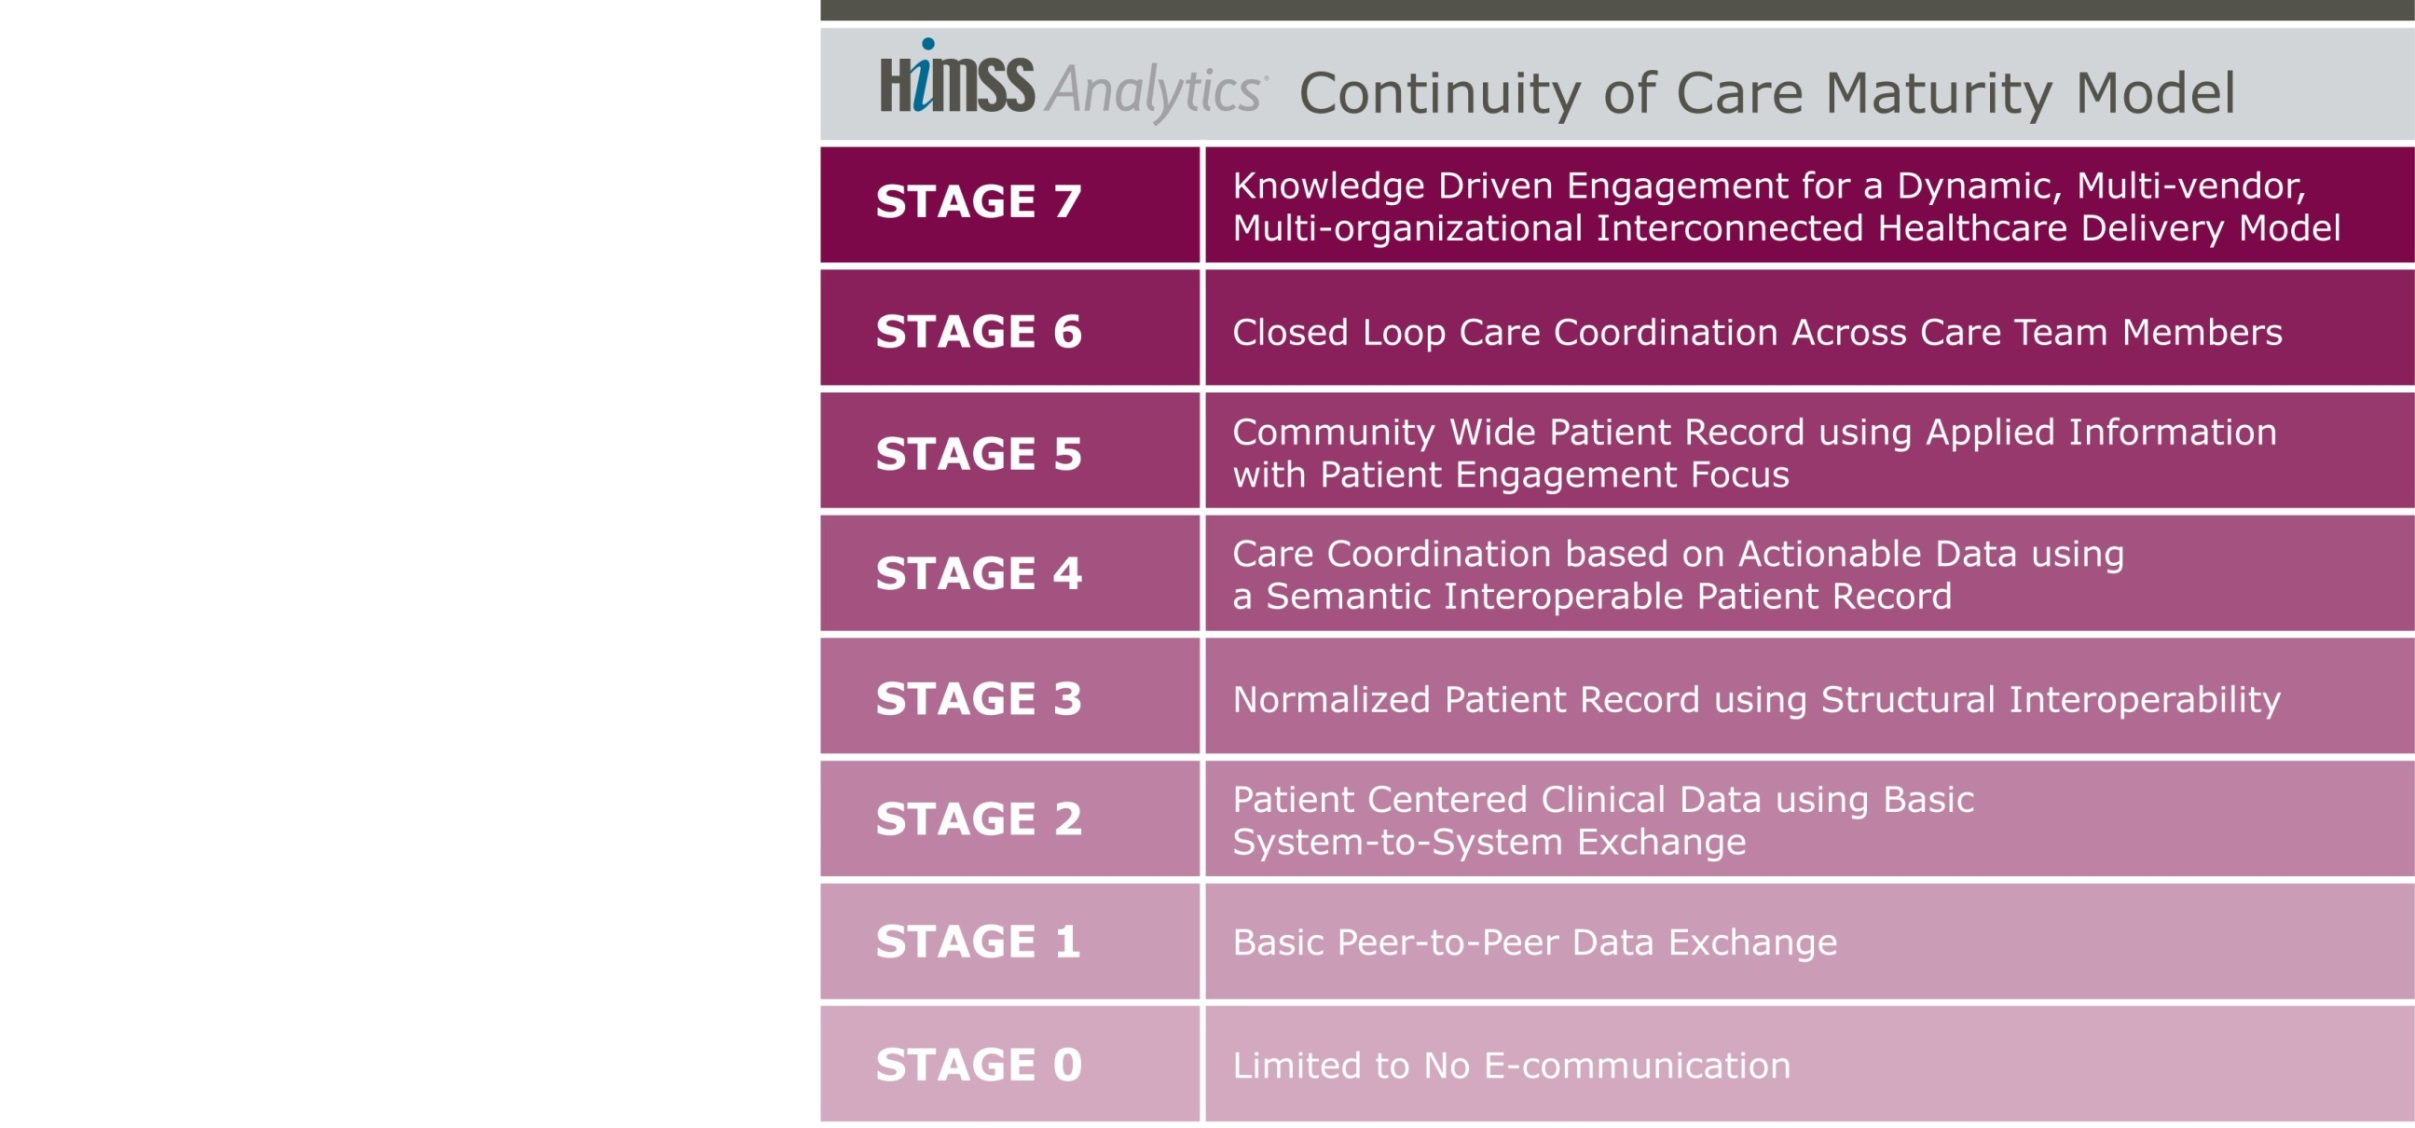 HiMSS Analytics® Continuity of Care Maturity Model
STAGE 7
Knowledge Driven Engagement for a Dynamic, Multi-vendor,
Multi-organizational Interconnected Healthcare Delivery Model
STAGE 6
Closed Loop Care Coordination Across Care Team Members
STAGE 5
Community Wide Patient Record using Applied Information
with Patient Engagement Focus
STAGE 4
Care Coordination based on Actionable Data using
a Semantic Interoperable Patient Record
STAGE 3
Normalized Patient Record using Structural Interoperability
STAGE 2
Patient Centered Clinical Data using Basic
System-to-System Exchange
STAGE 1
Basic Peer-to-Peer Data Exchange
STAGE 0
Limited to No E-communication